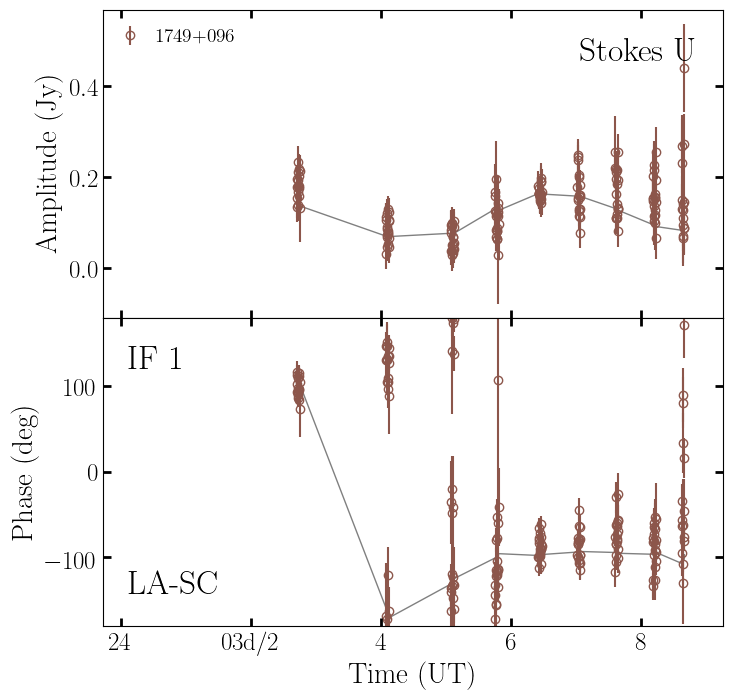 1749+096
Stokes U
Amplitude (Jy)
0.4
0.2
0.0
IF 1
LA-SC
Phase (deg)
100
0
−100
24
03d/2
4
6
8
Time (UT)